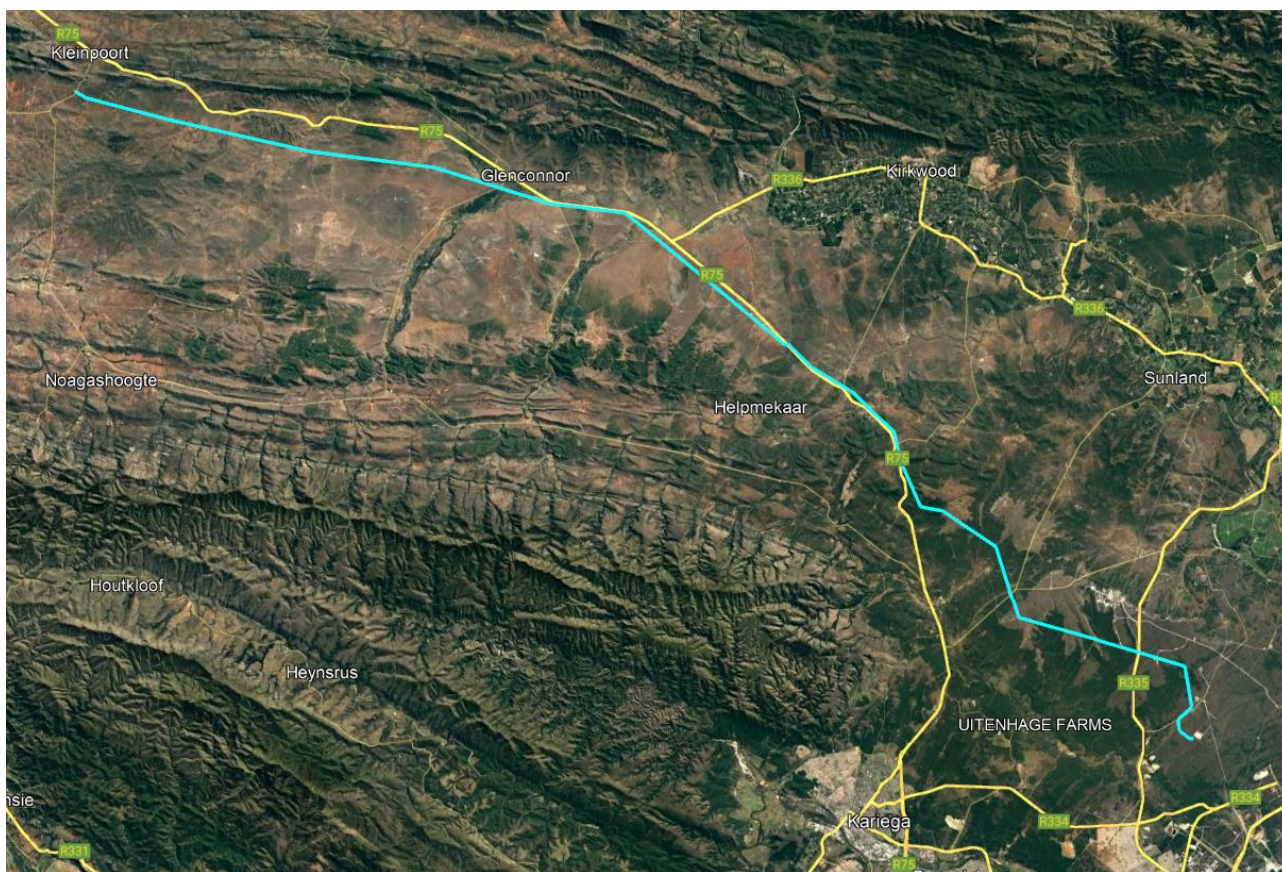 R75
Kleinpoort
R75
Glenconnor
R336
Kirkwood
R75
R336
Noagashoogte
Sunland
Helpmekaar
R75
Houtkloof
Heynsrus
R335
UITENHAGE FARMS
nsie
R334
Kariega
R334
R331
R75